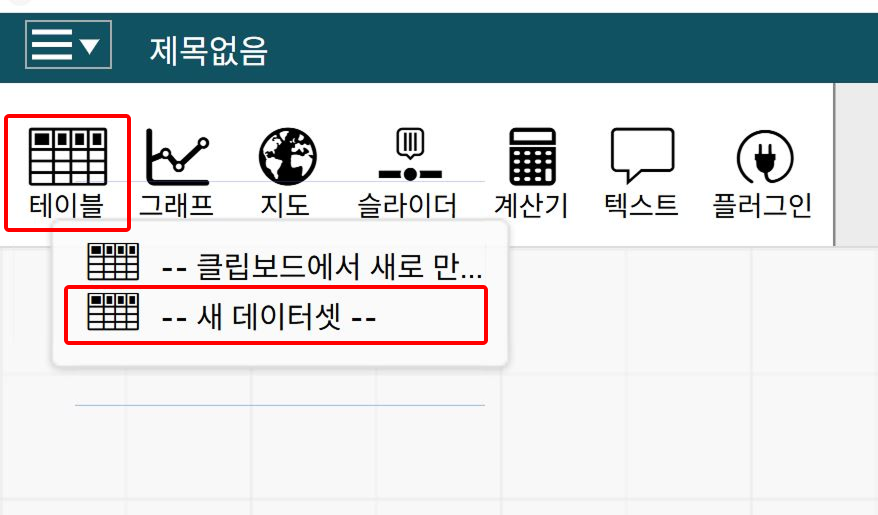 제목없음
테이블 그래프 지도 슬라이더 계산기 텍스트 플러그인
-- 클립보드에서 새로 만...
-- 새 데이터셋 --